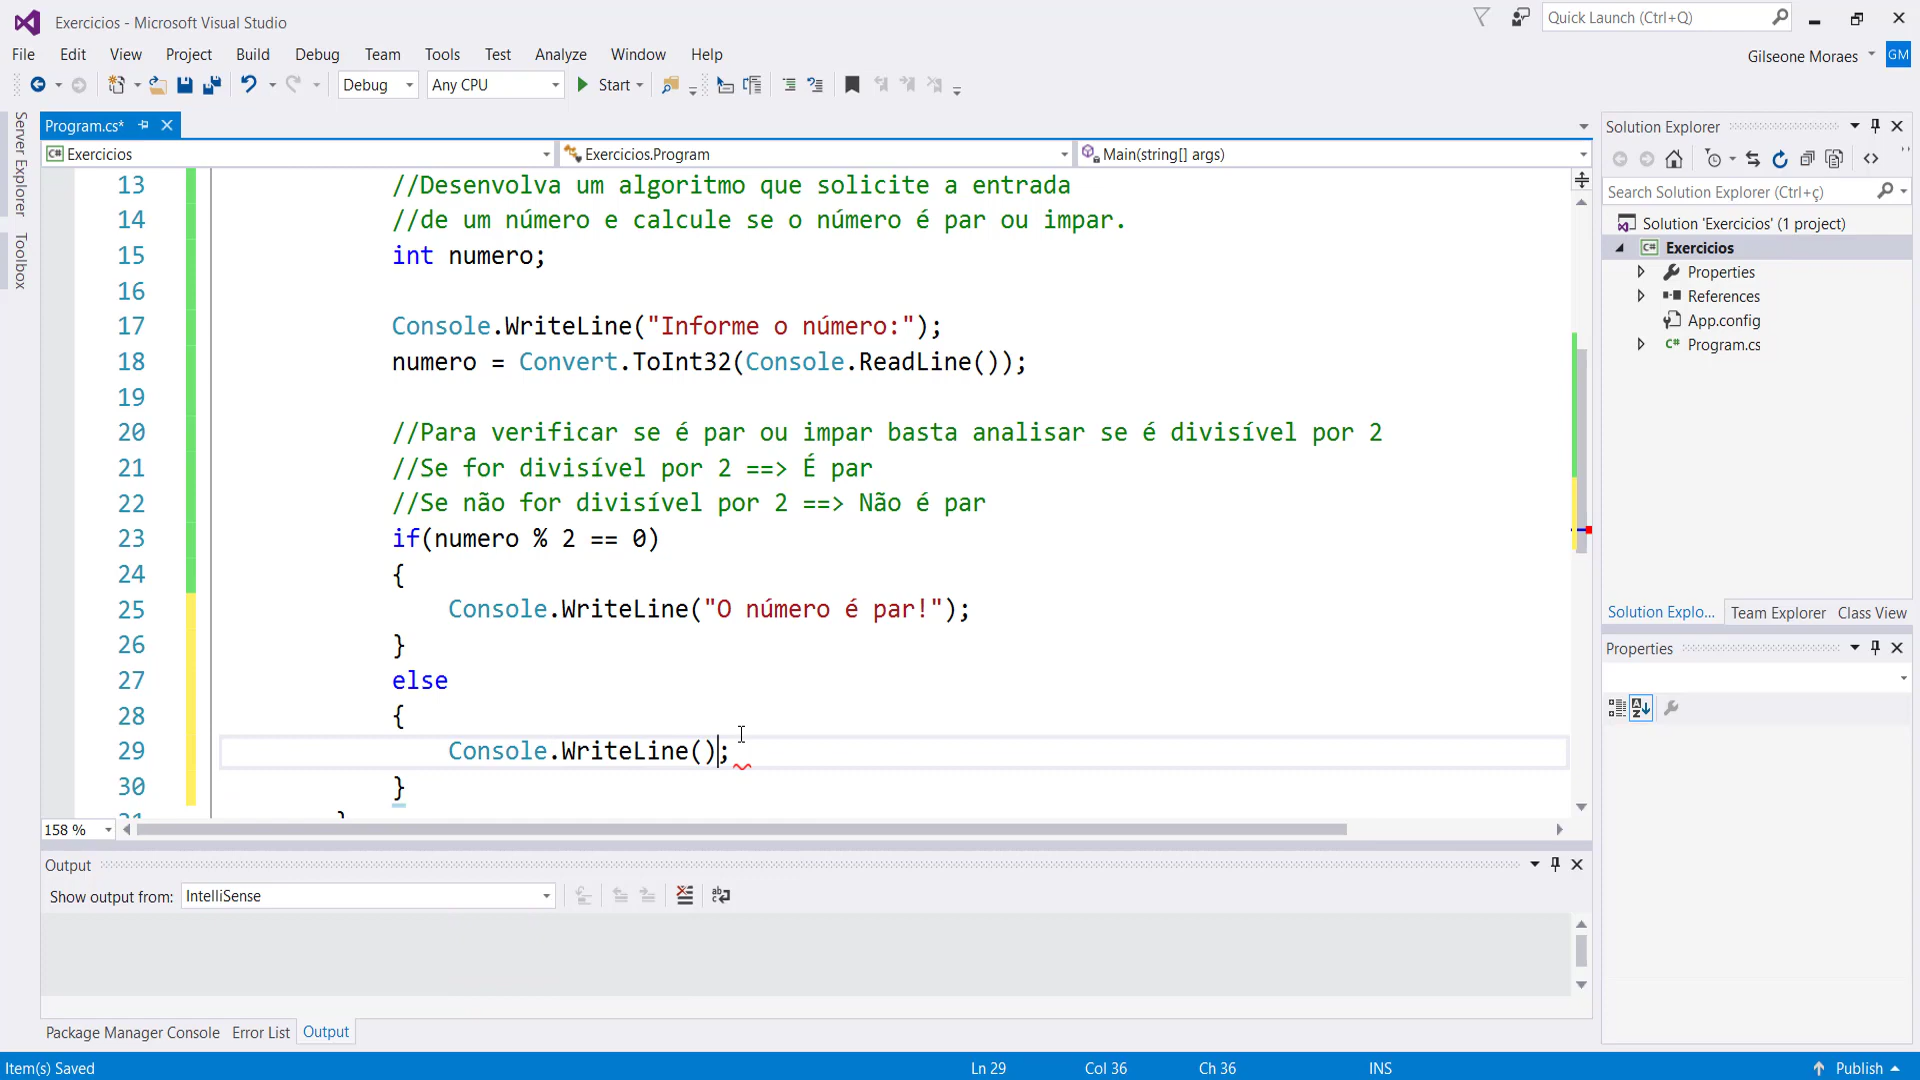 Exercicios - Microsoft Visual Studio
Quick Launch (Ctrl+Q)
File Edit View Project Build Debug Team Tools Test Analyze Window Help
Gilseone Moraes GM
Debug Any CPU Start
Server Explorer
Toolbox
Program.cs*
Exercicios Exercicios.Program Main(string[] args)
13 //Desenvolva um algoritmo que solicite a entrada
14 //de um número e calcule se o número é par ou impar.
15 int numero;
16
17 Console.WriteLine("Informe o número:");
18 numero = Convert.ToInt32(Console.ReadLine());
19
20 //Para verificar se é par ou impar basta analisar se é divisível por 2
21 //Se for divisível por 2 ==> É par
22 //Se não for divisível por 2 ==> Não é par
23 if(numero % 2 == 0)
24 {
25 Console.WriteLine("O número é par!");
26 }
27 else
28 {
29 Console.WriteLine();
30 }
158 %
Output
Show output from: IntelliSense
Package Manager Console Error List Output
Solution Explorer
Search Solution Explorer (Ctrl+ç)
Solution 'Exercicios' (1 project)
C# Exercicios
Properties
References
App.config
C# Program.cs
Solution Explo... Team Explorer Class View
Properties
Item(s) Saved Ln 29 Col 36 Ch 36 INS Publish